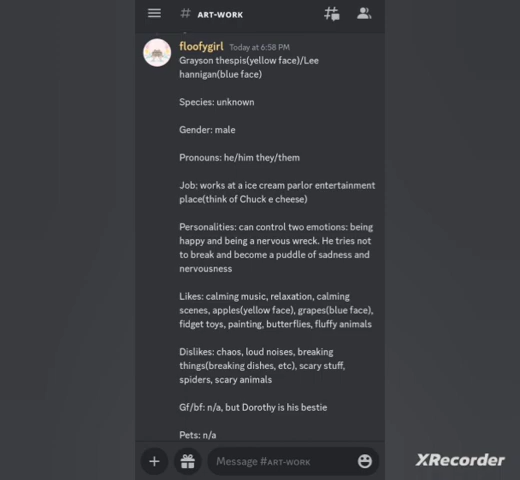 # ART-WORK
floofygirl Today at 6:58 PM
Grayson thespis(yellow face)/Lee
hannigan(blue face)
Species: unknown
Gender: male
Pronouns: he/him they/them
Job: works at a ice cream parlor entertainment
place(think of Chuck e cheese)
Personalities: can control two emotions: being
happy and being a nervous wreck. He tries not
to break and become a puddle of sadness and
nervousness
Likes: calming music, relaxation, calming
scenes, apples(yellow face), grapes(blue face),
fidget toys, painting, butterflies, fluffy animals
Dislikes: chaos, loud noises, breaking
things(breaking dishes, etc), scary stuff,
spiders, scary animals
Gf/bf: n/a, but Dorothy is his bestie
Pets: n/a
Message #ART-WORK
XRecorder